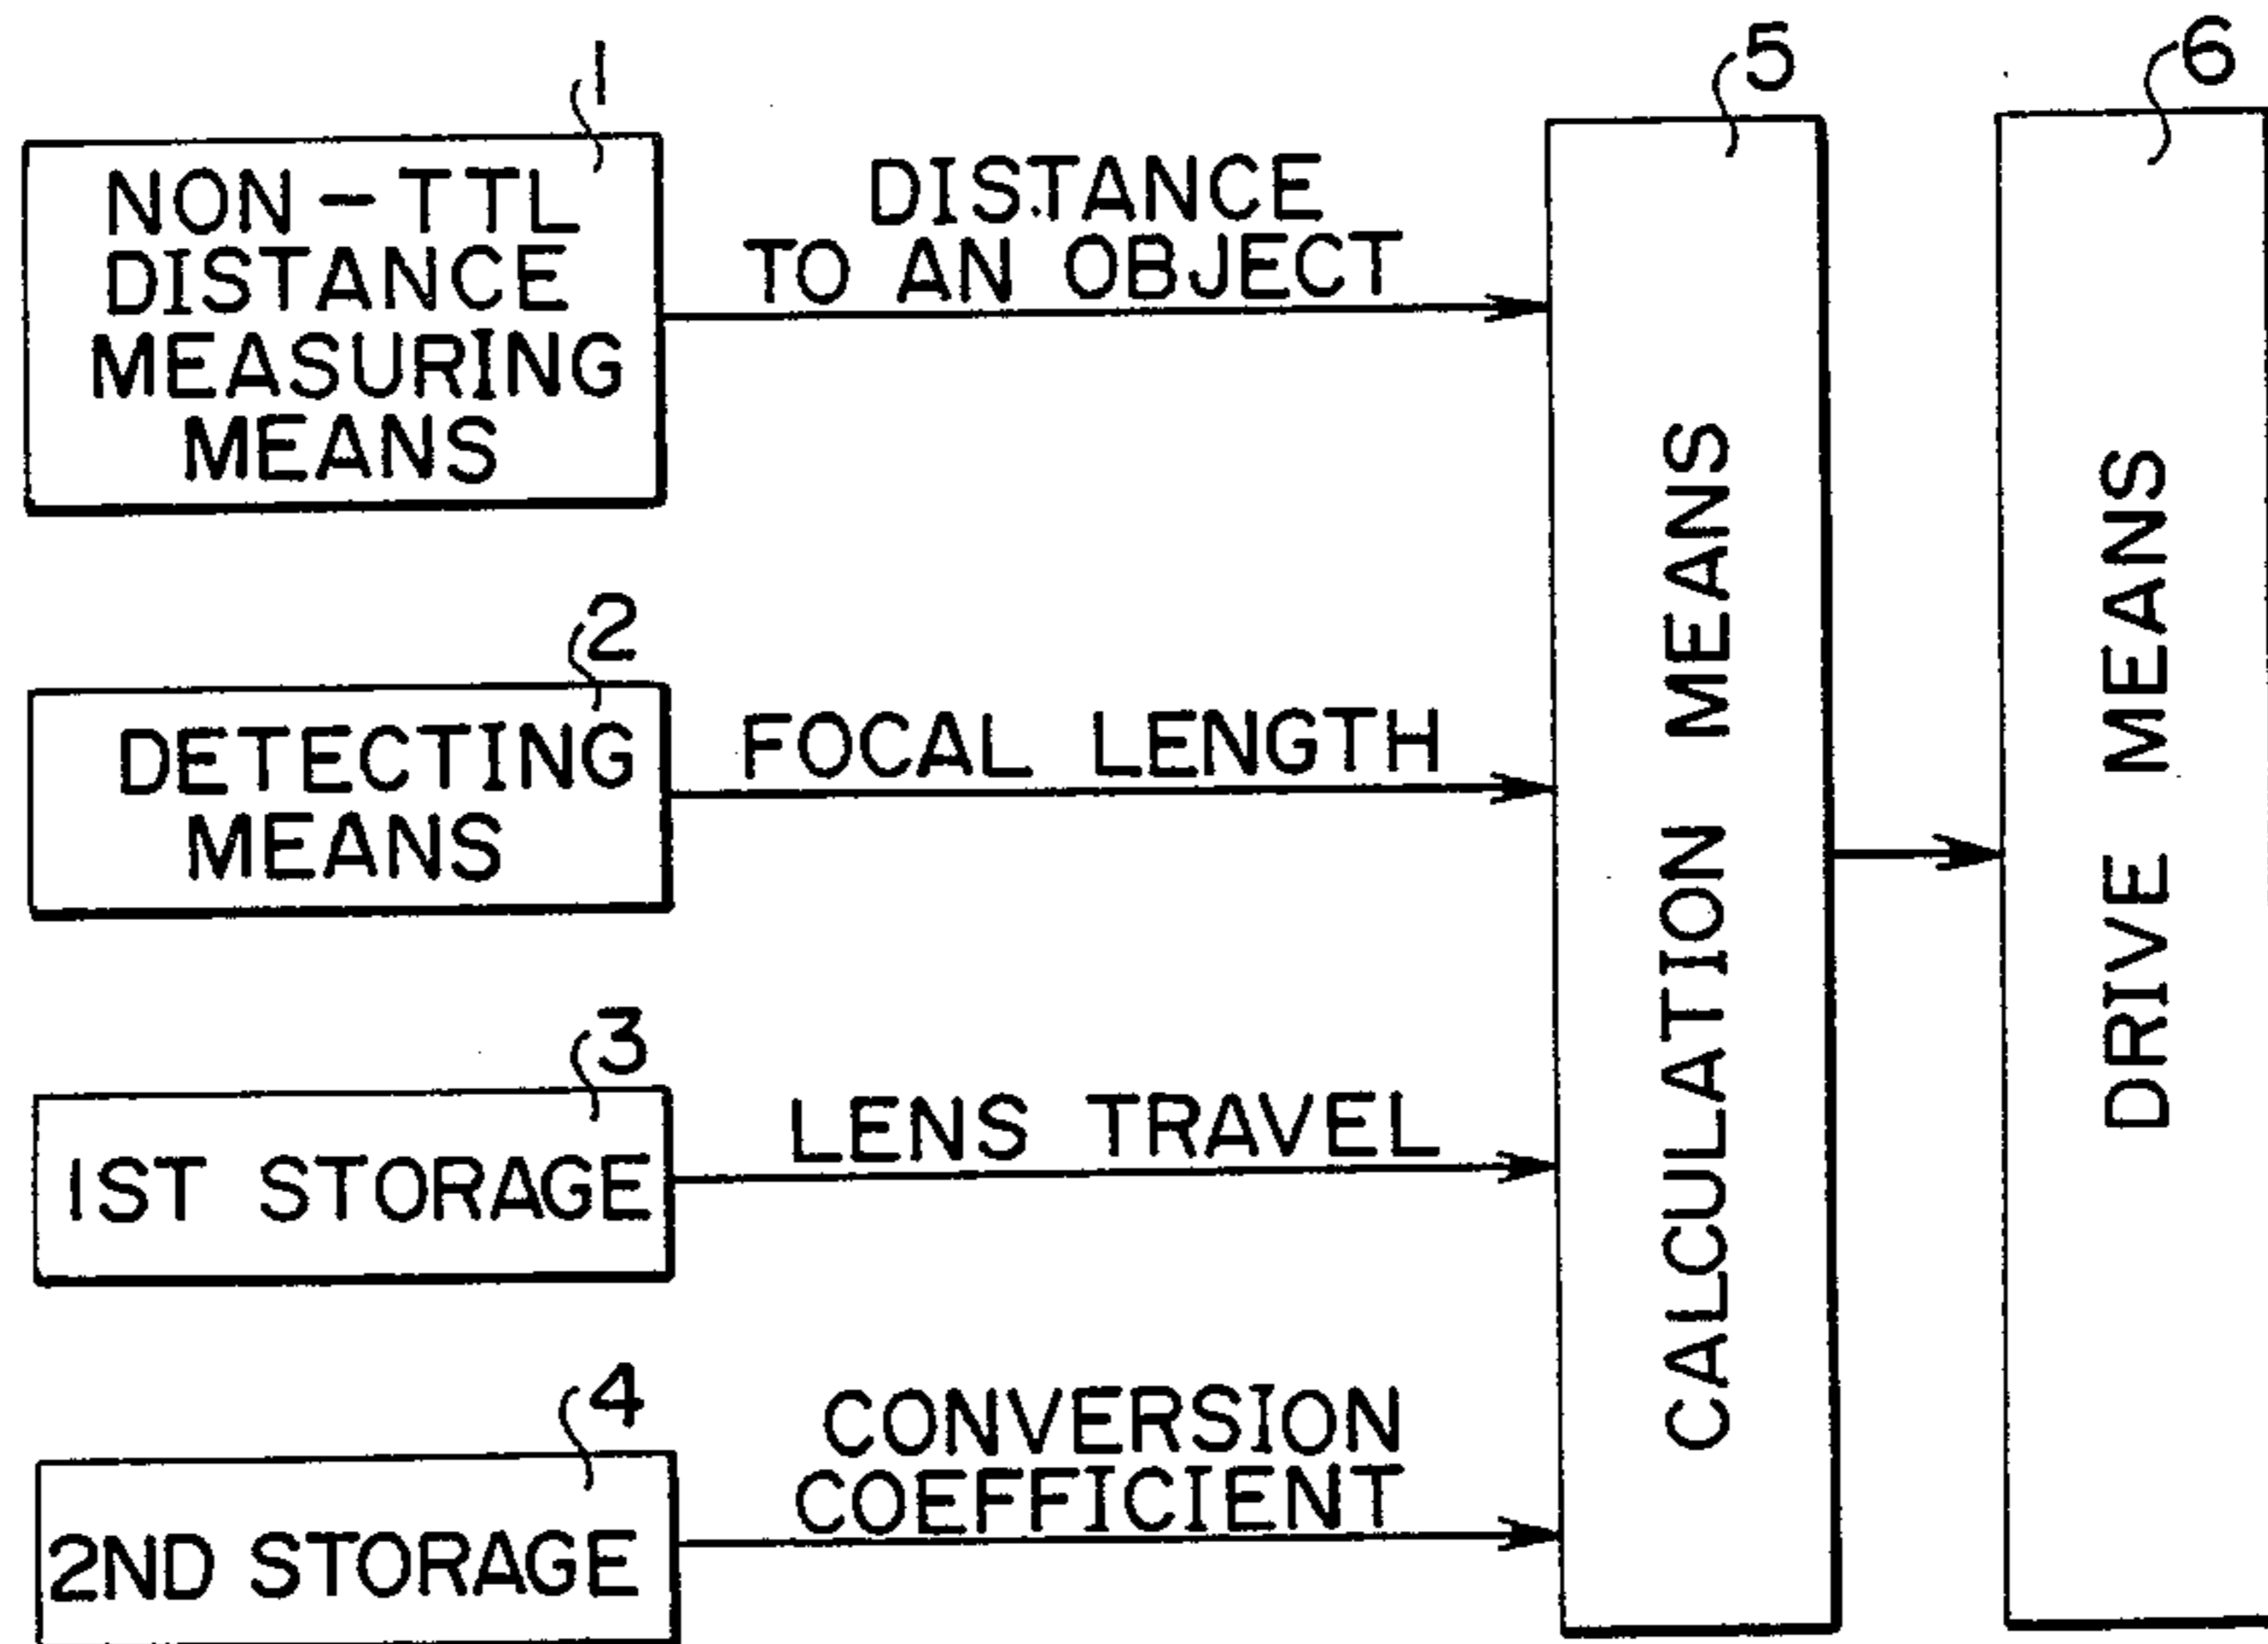 1
NON-TTL
DISTANCE
MEASURING
MEANS
DISTANCE
TO AN OBJECT
2
DETECTING
MEANS
FOCAL LENGTH
3
1ST STORAGE
LENS TRAVEL
4
2ND STORAGE
CONVERSION
COEFFICIENT
5
CALCULATION MEANS
6
DRIVE MEANS